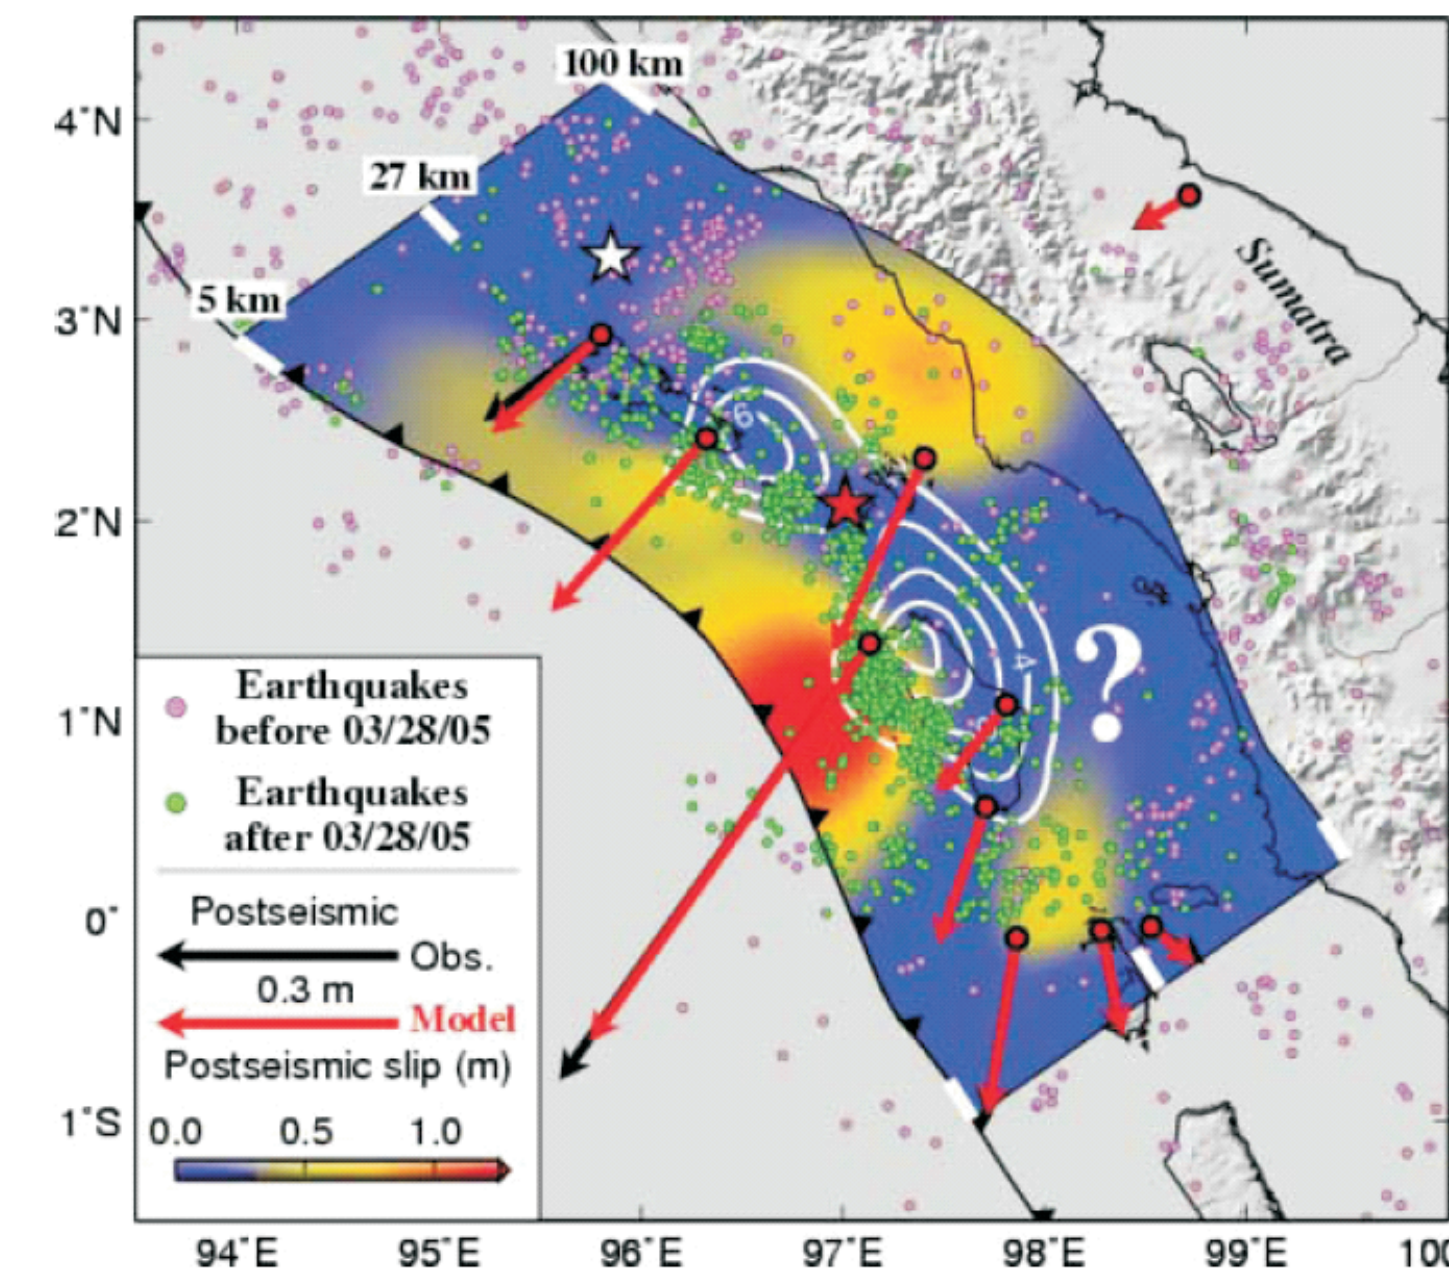 100 km
4°N
27 km
Sumatra
5 km
3°N
6
2°N
4
?
Earthquakes
before 03/28/05
1°N
Earthquakes
after 03/28/05
Postseismic
0°
Obs.
0.3 m
Model
Postseismic slip (m)
1°S
0.0 0.5 1.0
94°E 95°E 96°E 97°E 98°E 99°E 100